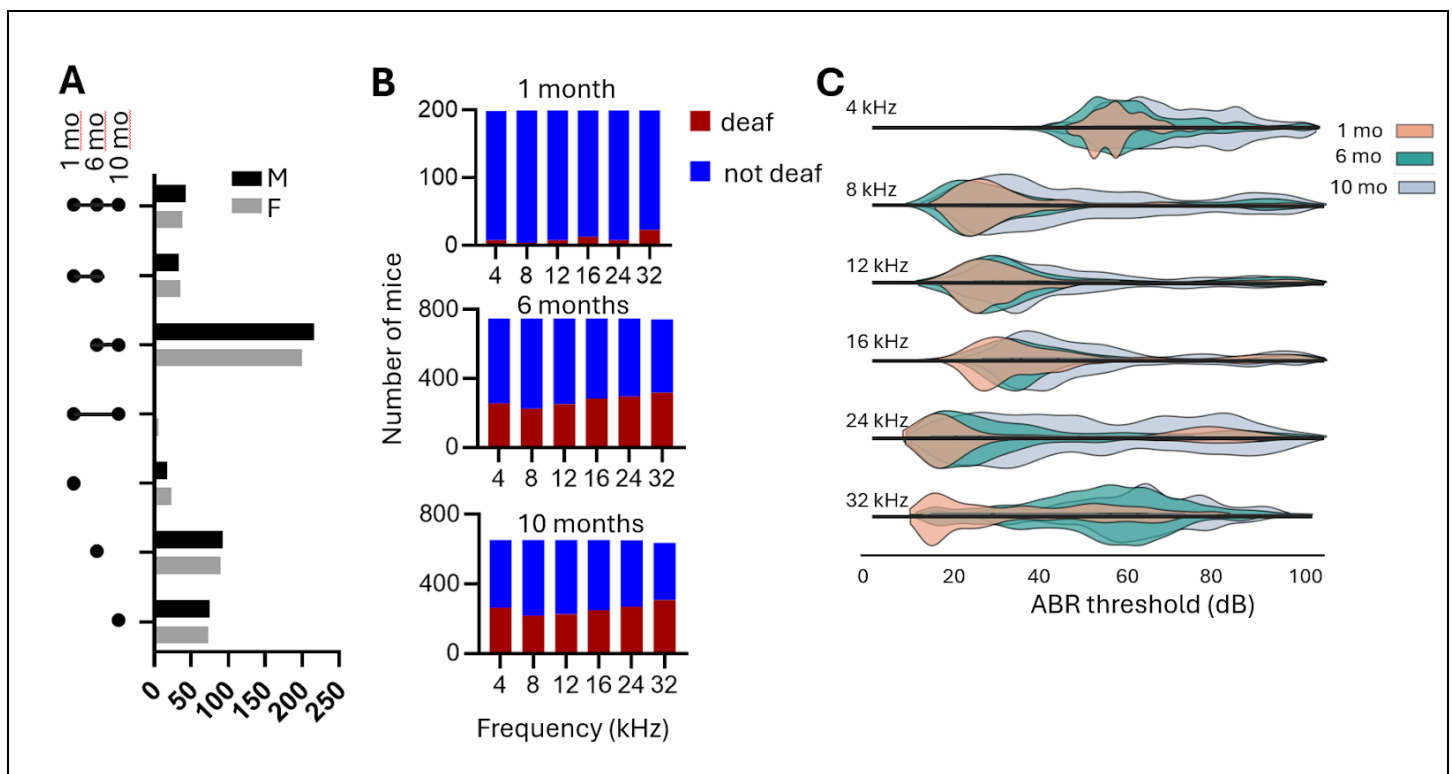 A
1 mo
6 mo
10 mo
M
F
0
50
100
150
200
250
B
1 month
200
100
0
4 8 12 16 24 32
deaf
not deaf
Number of mice
6 months
800
400
0
4 8 12 16 24 32
10 months
800
400
0
4 8 12 16 24 32
Frequency (kHz)
C
4 kHz
8 kHz
12 kHz
16 kHz
24 kHz
32 kHz
1 mo
6 mo
10 mo
0 20 40 60 80 100
ABR threshold (dB)